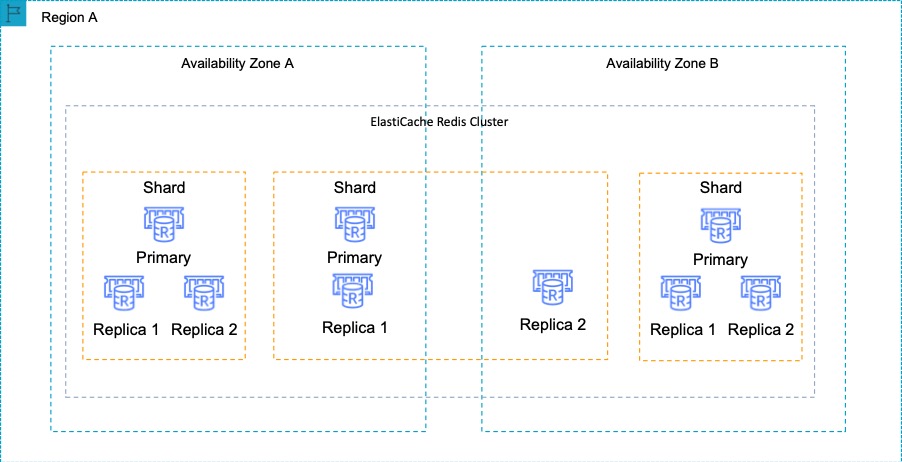 Region A
Availability Zone A
Availability Zone B
ElastiCache Redis Cluster
Shard
R
Primary
R
R
Replica 1
Replica 2
Shard
R
Primary
R
Replica 1
R
Replica 2
Shard
R
Primary
R
R
Replica 1
Replica 2